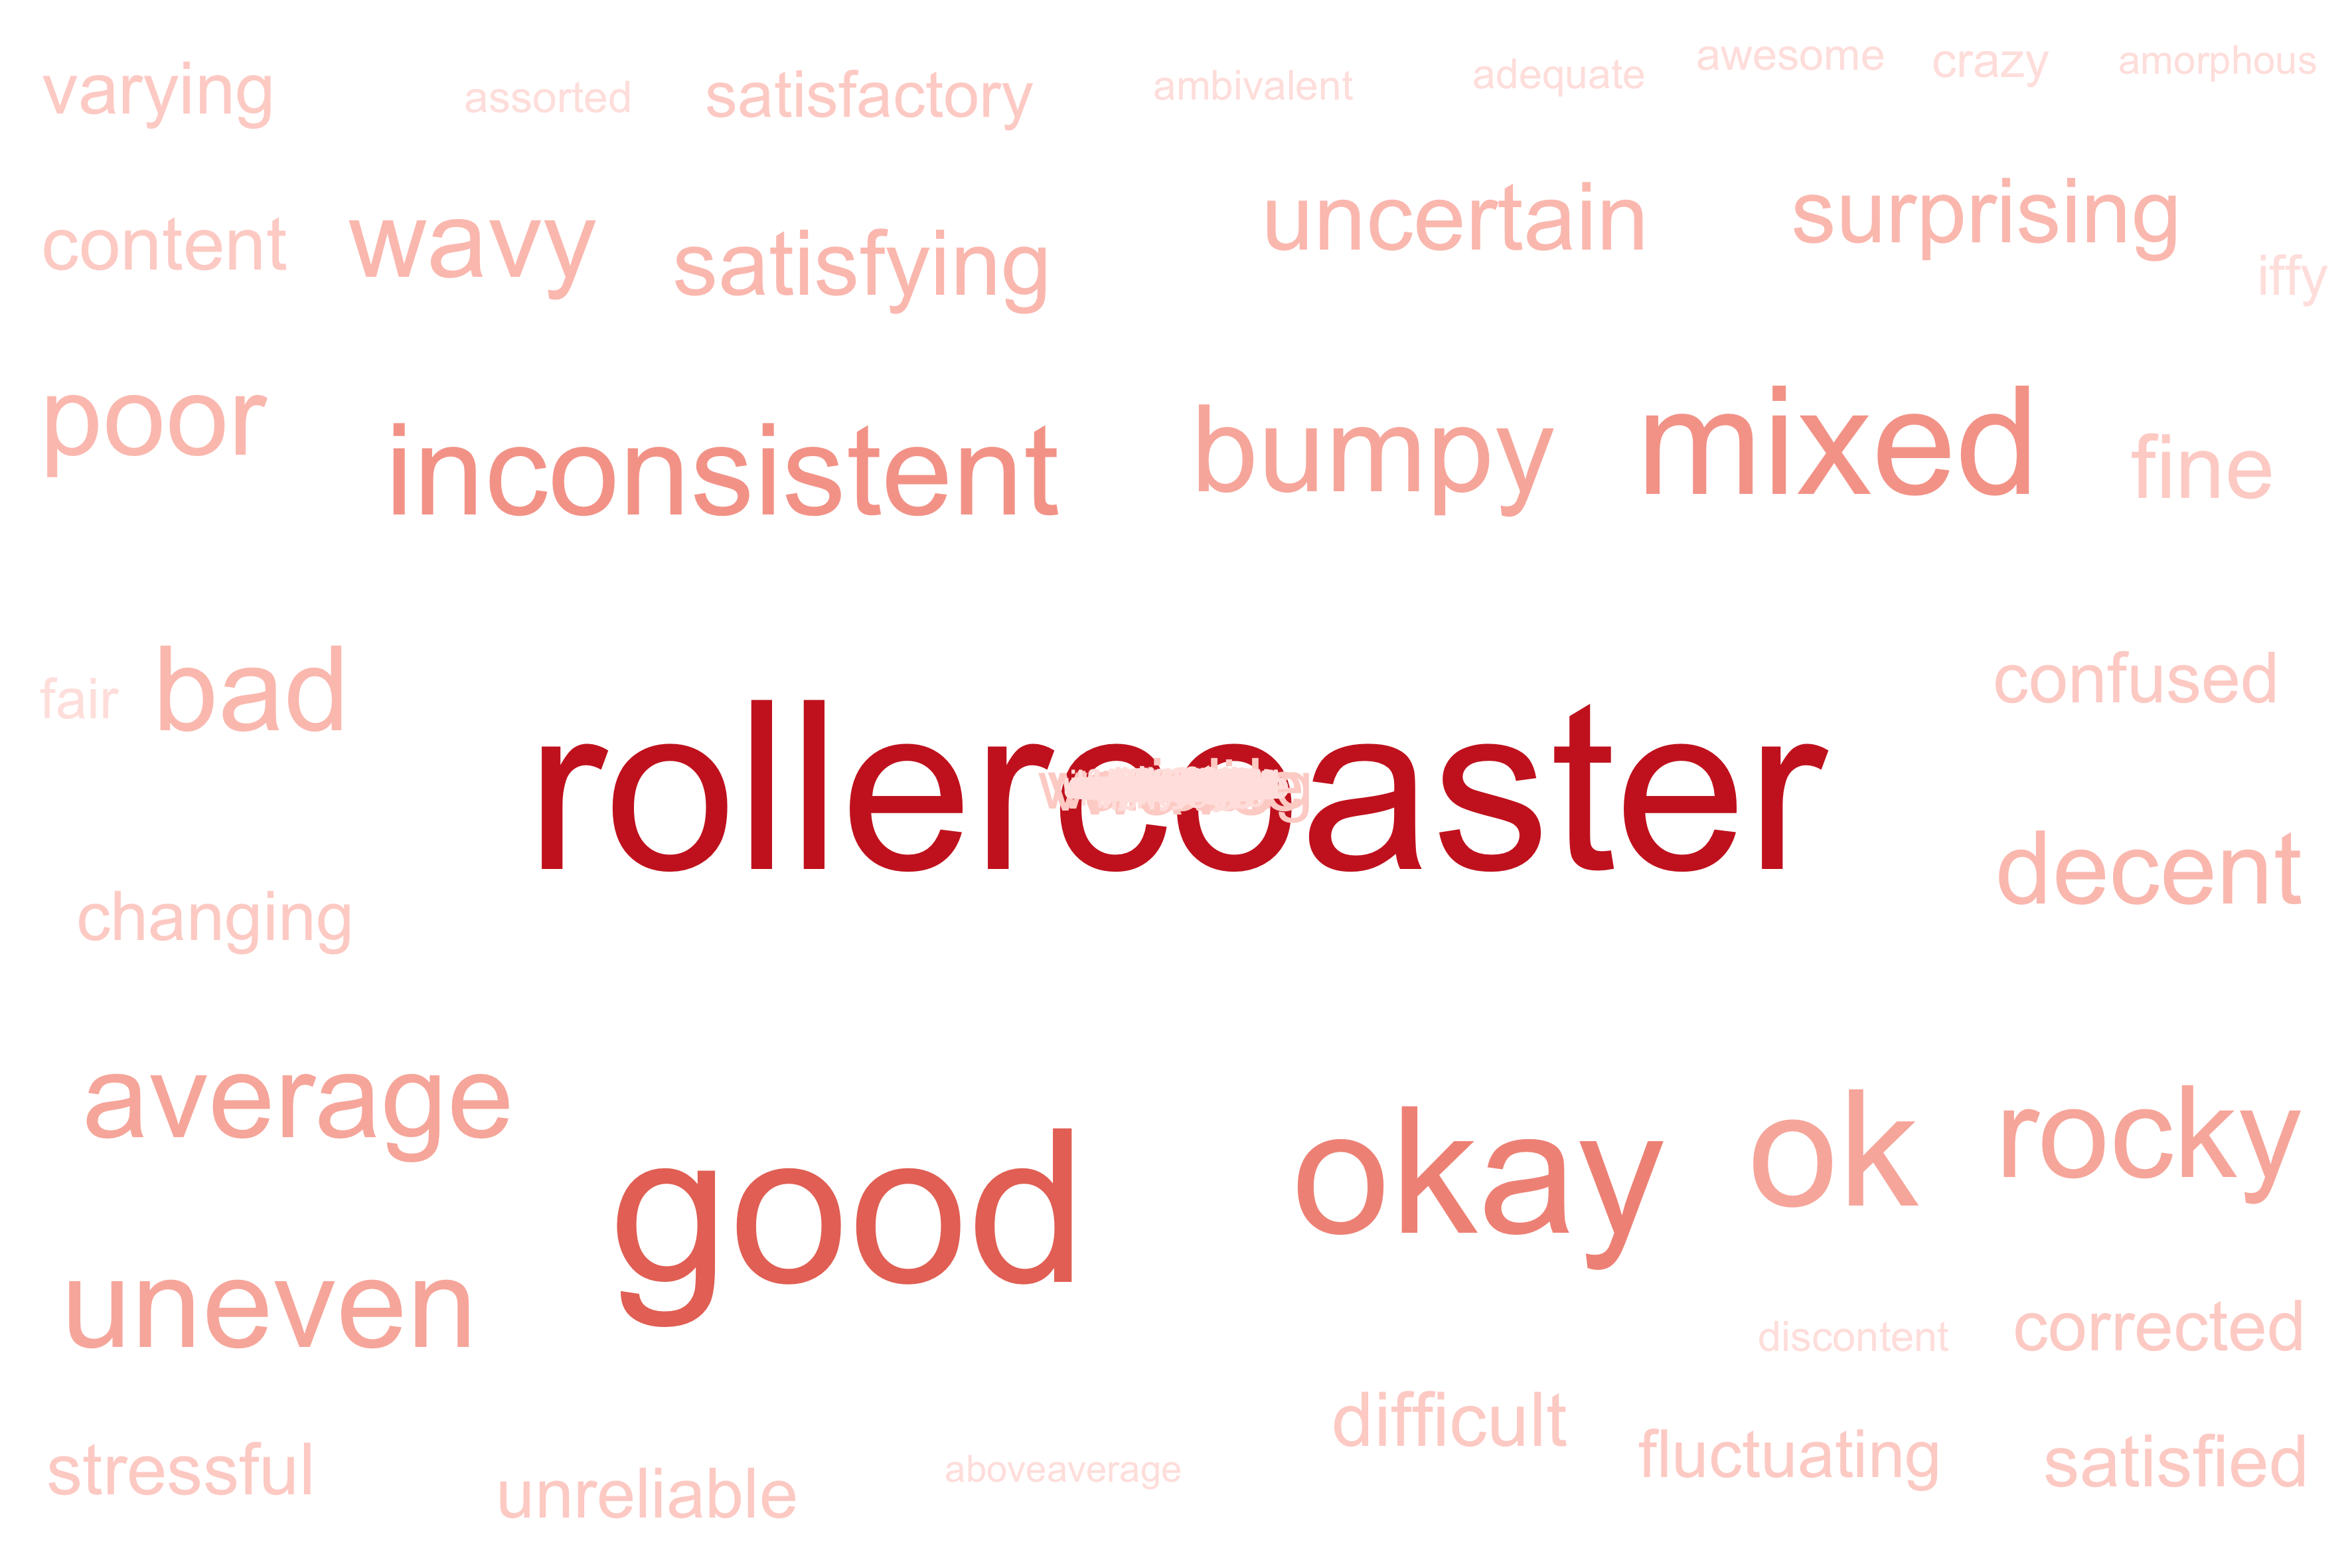 varying assorted satisfactory ambivalent adequate awesome crazy amorphous
content wavy satisfying uncertain surprising iffy
poor inconsistent bumpy mixed fine
fair bad confused
rollercoaster
changing decent
average good okay ok rocky
uneven discontent corrected
stressful unreliable aboveaverage difficult fluctuating satisfied